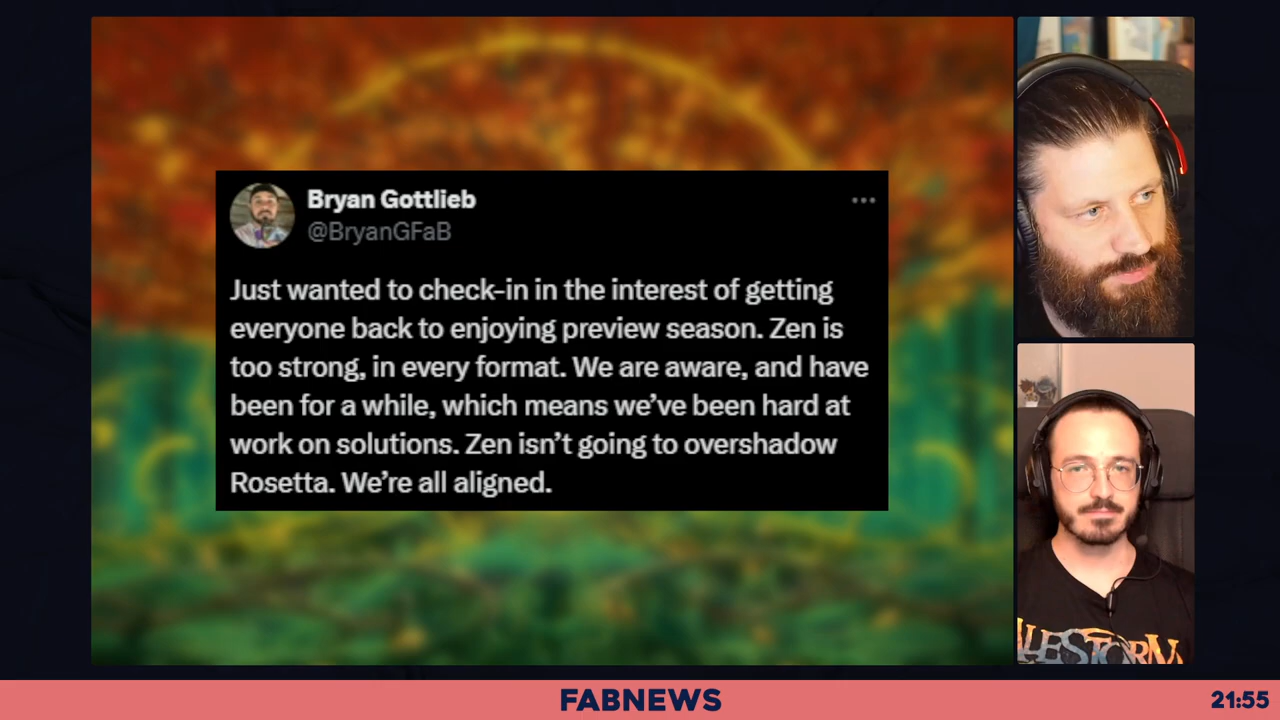 Bryan Gottlieb
@BryanGFaB
Just wanted to check-in in the interest of getting
everyone back to enjoying preview season. Zen is
too strong, in every format. We are aware, and have
been for a while, which means we’ve been hard at
work on solutions. Zen isn’t going to overshadow
Rosetta. We’re all aligned.
ALESTORM
FABNEWS
21:55